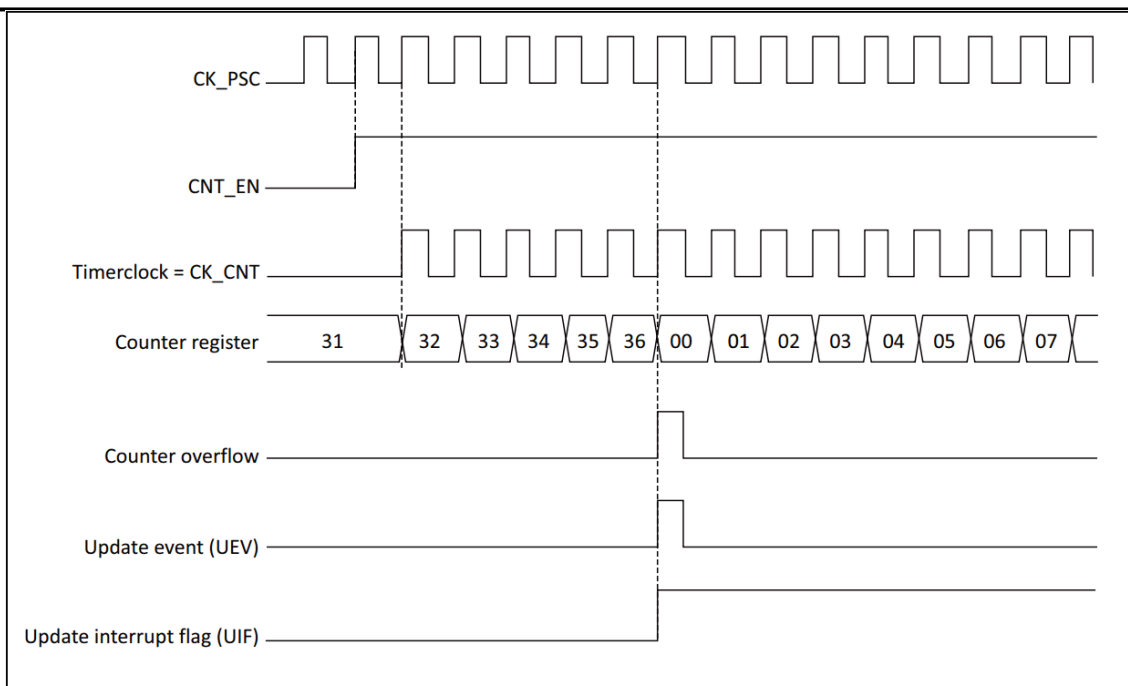 CK_PSC
CNT_EN
Timerclock = CK_CNT
Counter register 31 32 33 34 35 36 00 01 02 03 04 05 06 07
Counter overflow
Update event (UEV)
Update interrupt flag (UIF)